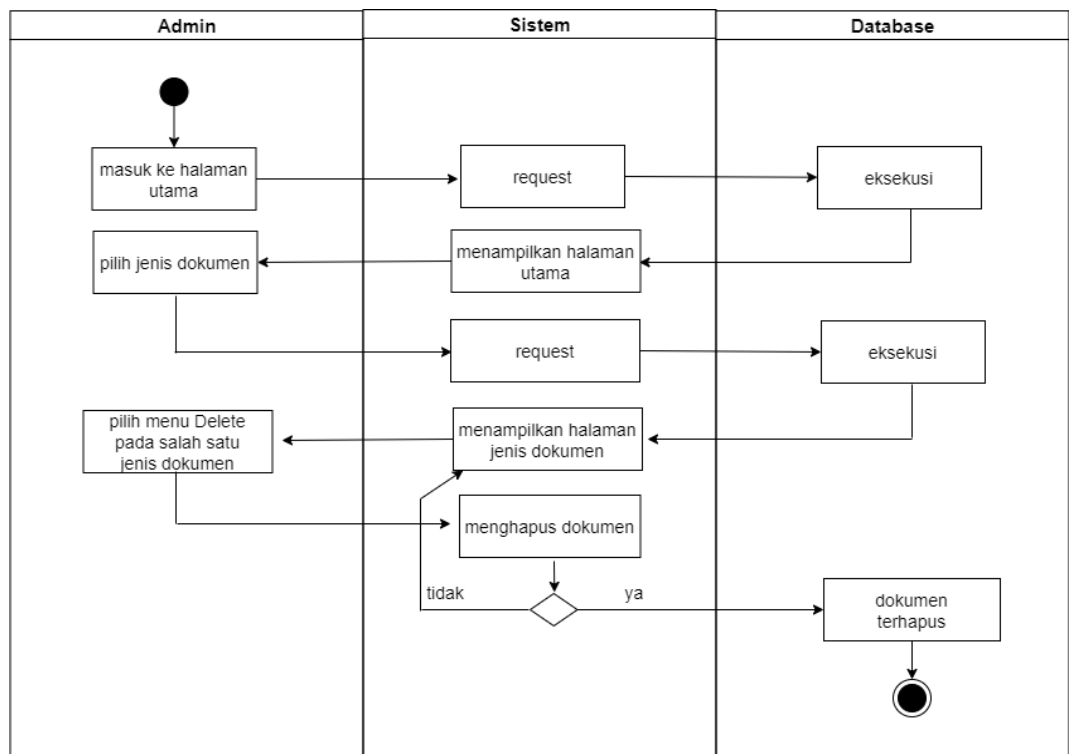 Admin
Sistem
Database
masuk ke halaman
utama
request
eksekusi
pilih jenis dokumen
menampilkan halaman
utama
request
eksekusi
pilih menu Delete
pada salah satu
jenis dokumen
menampilkan halaman
jenis dokumen
menghapus dokumen
tidak
ya
dokumen
terhapus